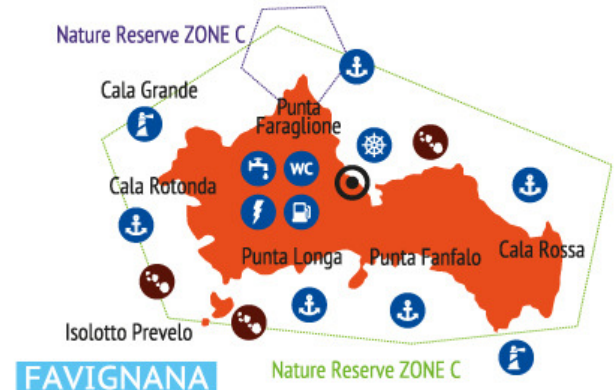 Nature Reserve ZONE C
Cala Grande
Punta
Faraglione
WC
Cala Rotonda
Punta Longa
Punta Fanfalo
Cala Rossa
Isolotto Prevelo
FAVIGNANA
Nature Reserve ZONE C